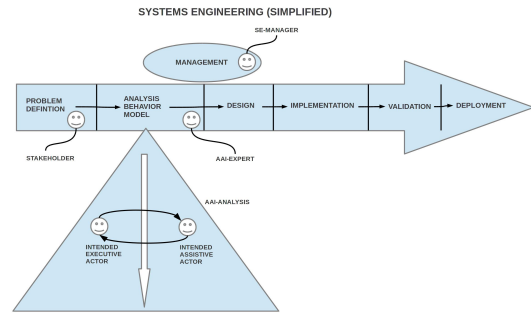 SYSTEMS ENGINEERING (SIMPLIFIED)
SE-MANAGER
MANAGEMENT
PROBLEM
DEFINTION
ANALYSIS
BEHAVIOR
MODEL
DESIGN
IMPLEMENTATION
VALIDATION
DEPLOYMENT
STAKEHOLDER
AAI-EXPERT
AAI-ANALYSIS
INTENDED
EXECUTIVE
ACTOR
INTENDED
ASSISTIVE
ACTOR